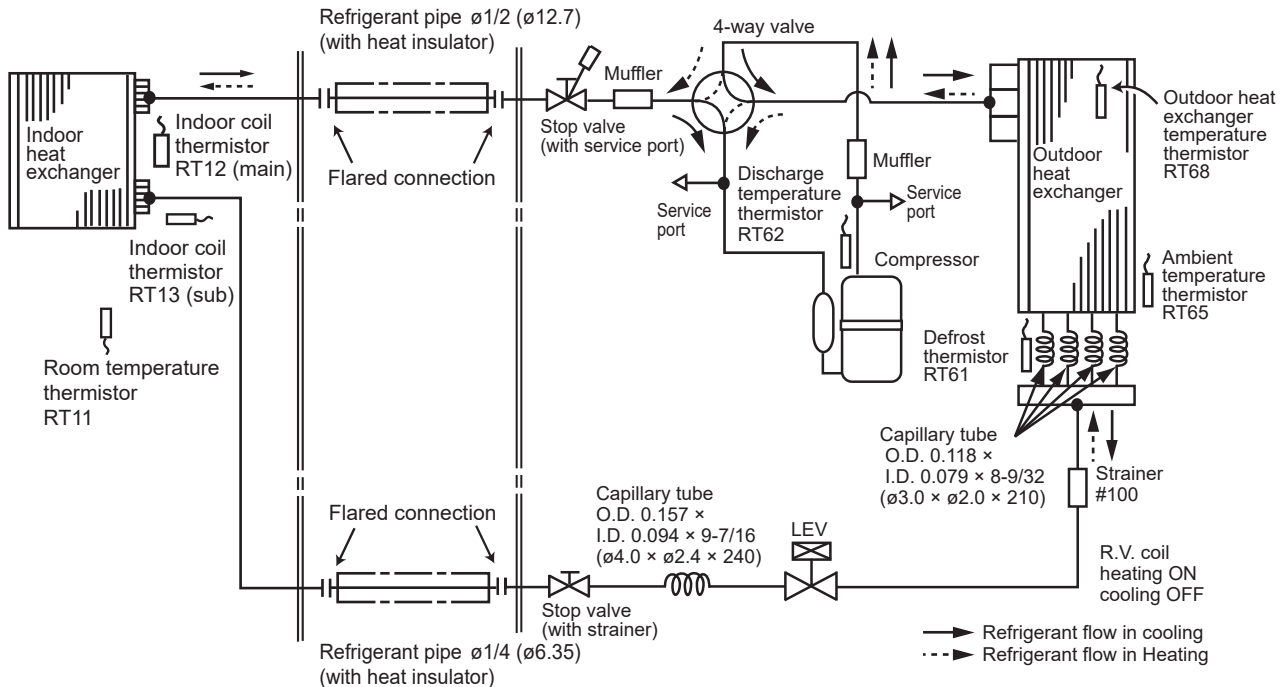 Refrigerant pipe ø1/2 (ø12.7)
(with heat insulator)
4-way valve
Muffler
Stop valve
(with service port)
Indoor
heat
exchanger
Indoor coil
thermistor
RT12 (main)
Flared connection
Indoor coil
thermistor
RT13 (sub)
Room temperature
thermistor
RT11
Service
port
Discharge
temperature
thermistor
RT62
Muffler
Service
port
Compressor
Outdoor
heat
exchanger
Outdoor heat
exchanger
temperature
thermistor
RT68
Ambient
temperature
thermistor
RT65
Defrost
thermistor
RT61
Capillary tube
O.D. 0.118 ×
I.D. 0.079 × 8-9/32
(ø3.0 × ø2.0 × 210)
Strainer
#100
Flared connection
Capillary tube
O.D. 0.157 ×
I.D. 0.094 × 9-7/16
(ø4.0 × ø2.4 × 240)
LEV
Stop valve
(with strainer)
R.V. coil
heating ON
cooling OFF
Refrigerant pipe ø1/4 (ø6.35)
(with heat insulator)
Refrigerant flow in cooling
Refrigerant flow in Heating